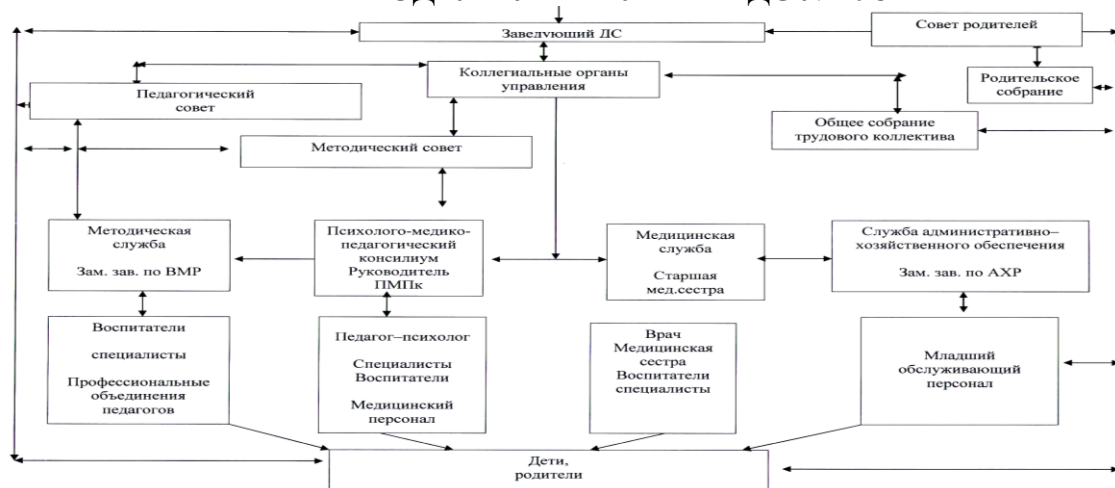 Заведующий ДС
Совет родителей
Коллегиальные органы
управления
Родительское
собрание
Педагогический
совет
Общее собрание
трудового коллектива
Методический совет
Методическая
служба
Зам. зав. по ВМР
Психолого-медико-
педагогический
консилиум
Руководитель
ПМПк
Медицинская
служба
Старшая
мед.сестра
Служба административно–
хозяйственного обеспечения
Зам. зав. по АХР
Воспитатели
специалисты
Профессиональные
объединения
педагогов
Педагог–психолог
Специалисты
Воспитатели
Медицинский
персонал
Врач
Медицинская
сестра
Воспитатели
специалисты
Младший
обслуживающий
персонал
Дети,
родители